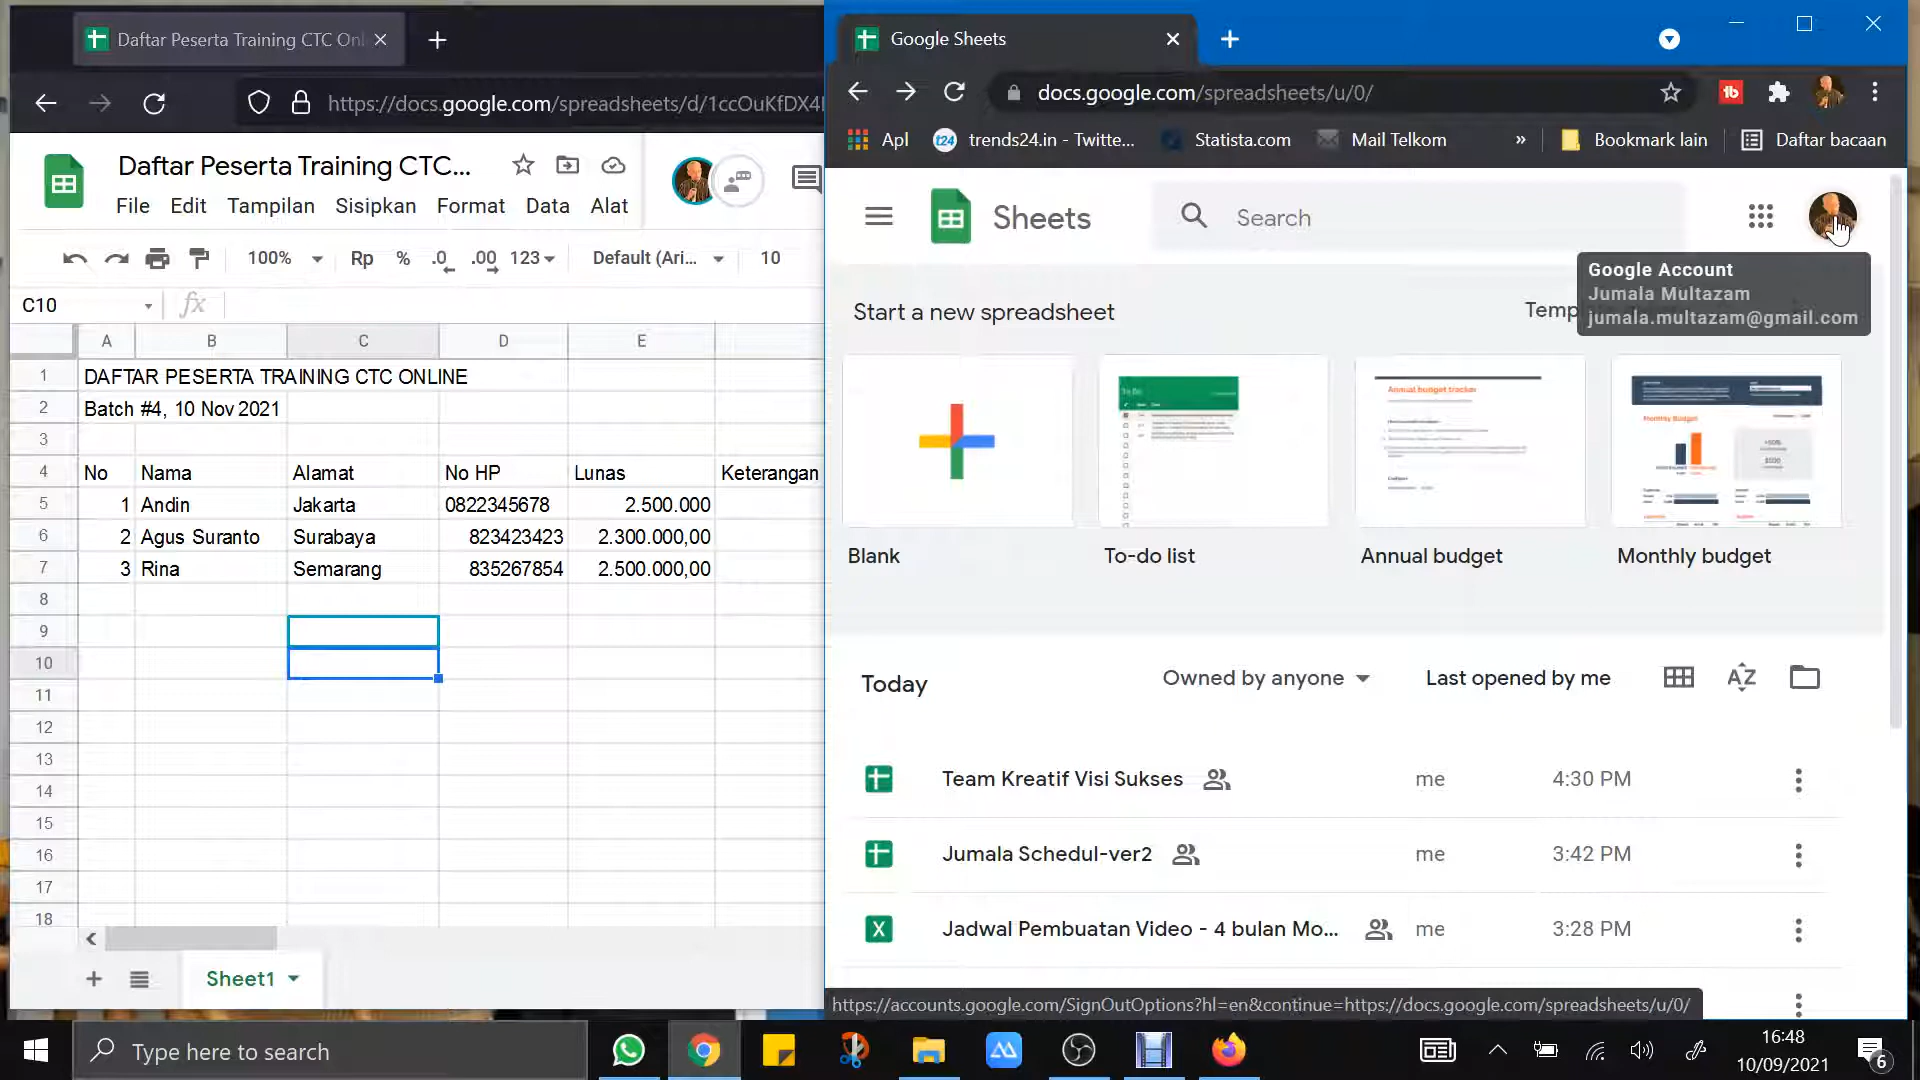 Daftar Peserta Training CTC Onl
https://docs.google.com/spreadsheets/d/1ccOuKfDX4
Daftar Peserta Training CTC...
File Edit Tampilan Sisipkan Format Data Alat
100% Rp % .0 .00 123 Default (Ari... 10
C10 fx
A B C D E
1 DAFTAR PESERTA TRAINING CTC ONLINE
2 Batch #4, 10 Nov 2021
3
4 No Nama Alamat No HP Lunas Keterangan
5 1 Andin Jakarta 0822345678 2.500.000
6 2 Agus Suranto Surabaya 823423423 2.300.000,00
7 3 Rina Semarang 835267854 2.500.000,00
8
9
10
11
12
13
14
15
16
17
18
Sheet1
Google Sheets
docs.google.com/spreadsheets/u/0/
Apl t24 trends24.in - Twitte... Statista.com Mail Telkom » Bookmark lain Daftar bacaan
Sheets Search
Google Account
Jumala Multazam
jumala.multazam@gmail.com
Start a new spreadsheet Temp
Annual budget tracker
Monthly Budget
Blank To-do list Annual budget Monthly budget
Today Owned by anyone Last opened by me AZ
Team Kreatif Visi Sukses me 4:30 PM
Jumala Schedul-ver2 me 3:42 PM
X Jadwal Pembuatan Video - 4 bulan Mo... me 3:28 PM
https://accounts.google.com/SignOutOptions?hl=en&continue=https://docs.google.com/spreadsheets/u/0/
Type here to search
16:48
10/09/2021
6